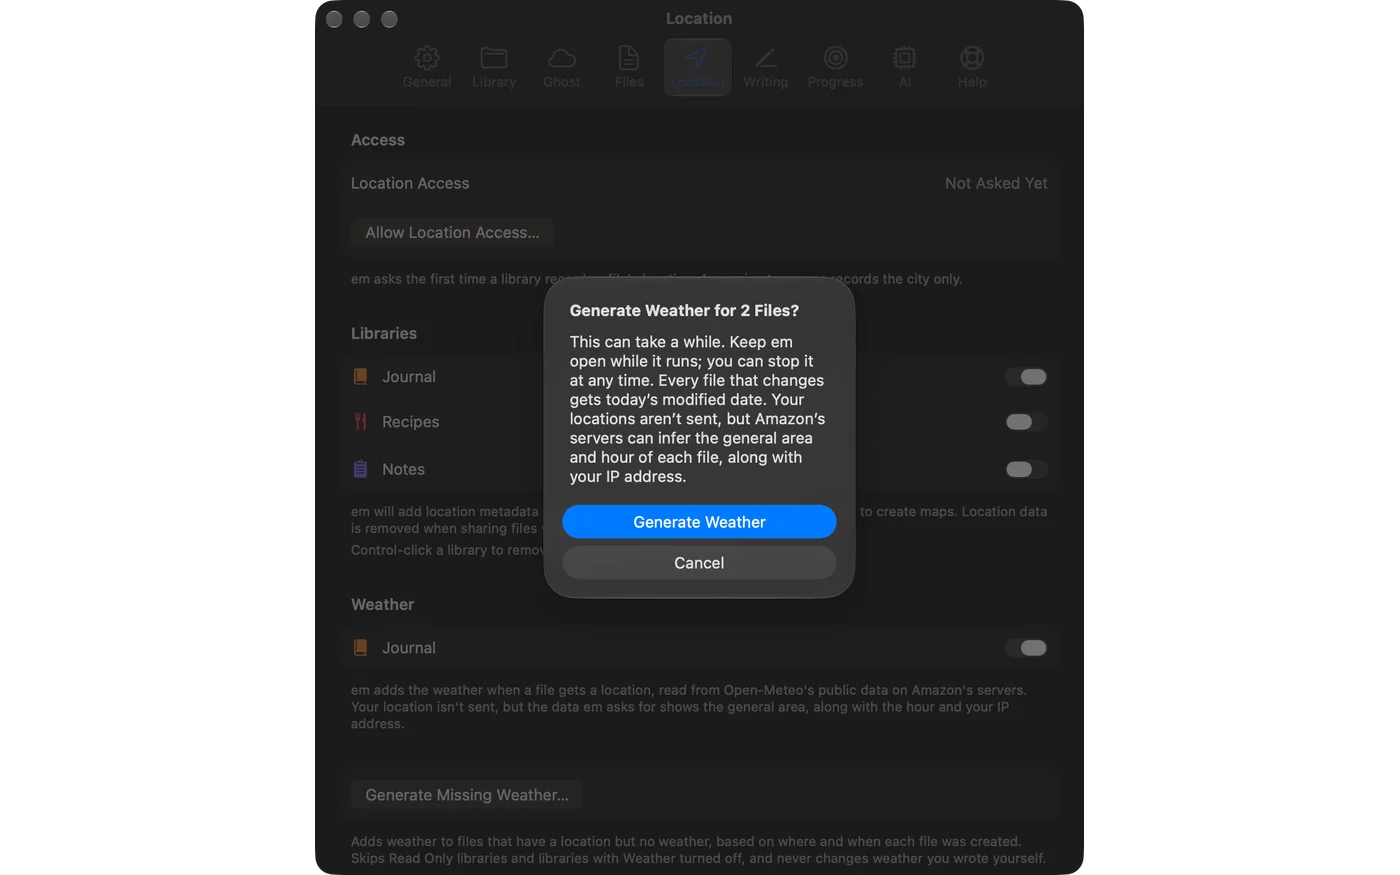 Location
General
Library
Ghost
Files
Location
Writing
Progress
AI
Help
Access
Location Access
Not Asked Yet
Allow Location Access...
em asks the first time a library records the city only.
Generate Weather for 2 Files?
This can take a while. Keep em
open while it runs; you can stop it
at any time. Every file that changes
gets today's modified date. Your
locations aren't sent, but Amazon's
servers can infer the general area
and hour of each file, along with
your IP address.
Generate Weather
Cancel
Libraries
Journal
Recipes
Notes
em will add location metadata to create maps. Location data
is removed when sharing files
Control-click a library to
Weather
Journal
em adds the weather when a file gets a location, read from Open-Meteo's public data on Amazon's servers.
Your location isn't sent, but the data em asks for shows the general area, along with the hour and your IP
address.
Generate Missing Weather...
Adds weather to files that have a location but no weather, based on where and when each file was created.
Skips Read Only libraries and libraries with Weather turned off, and never changes weather you wrote yourself.